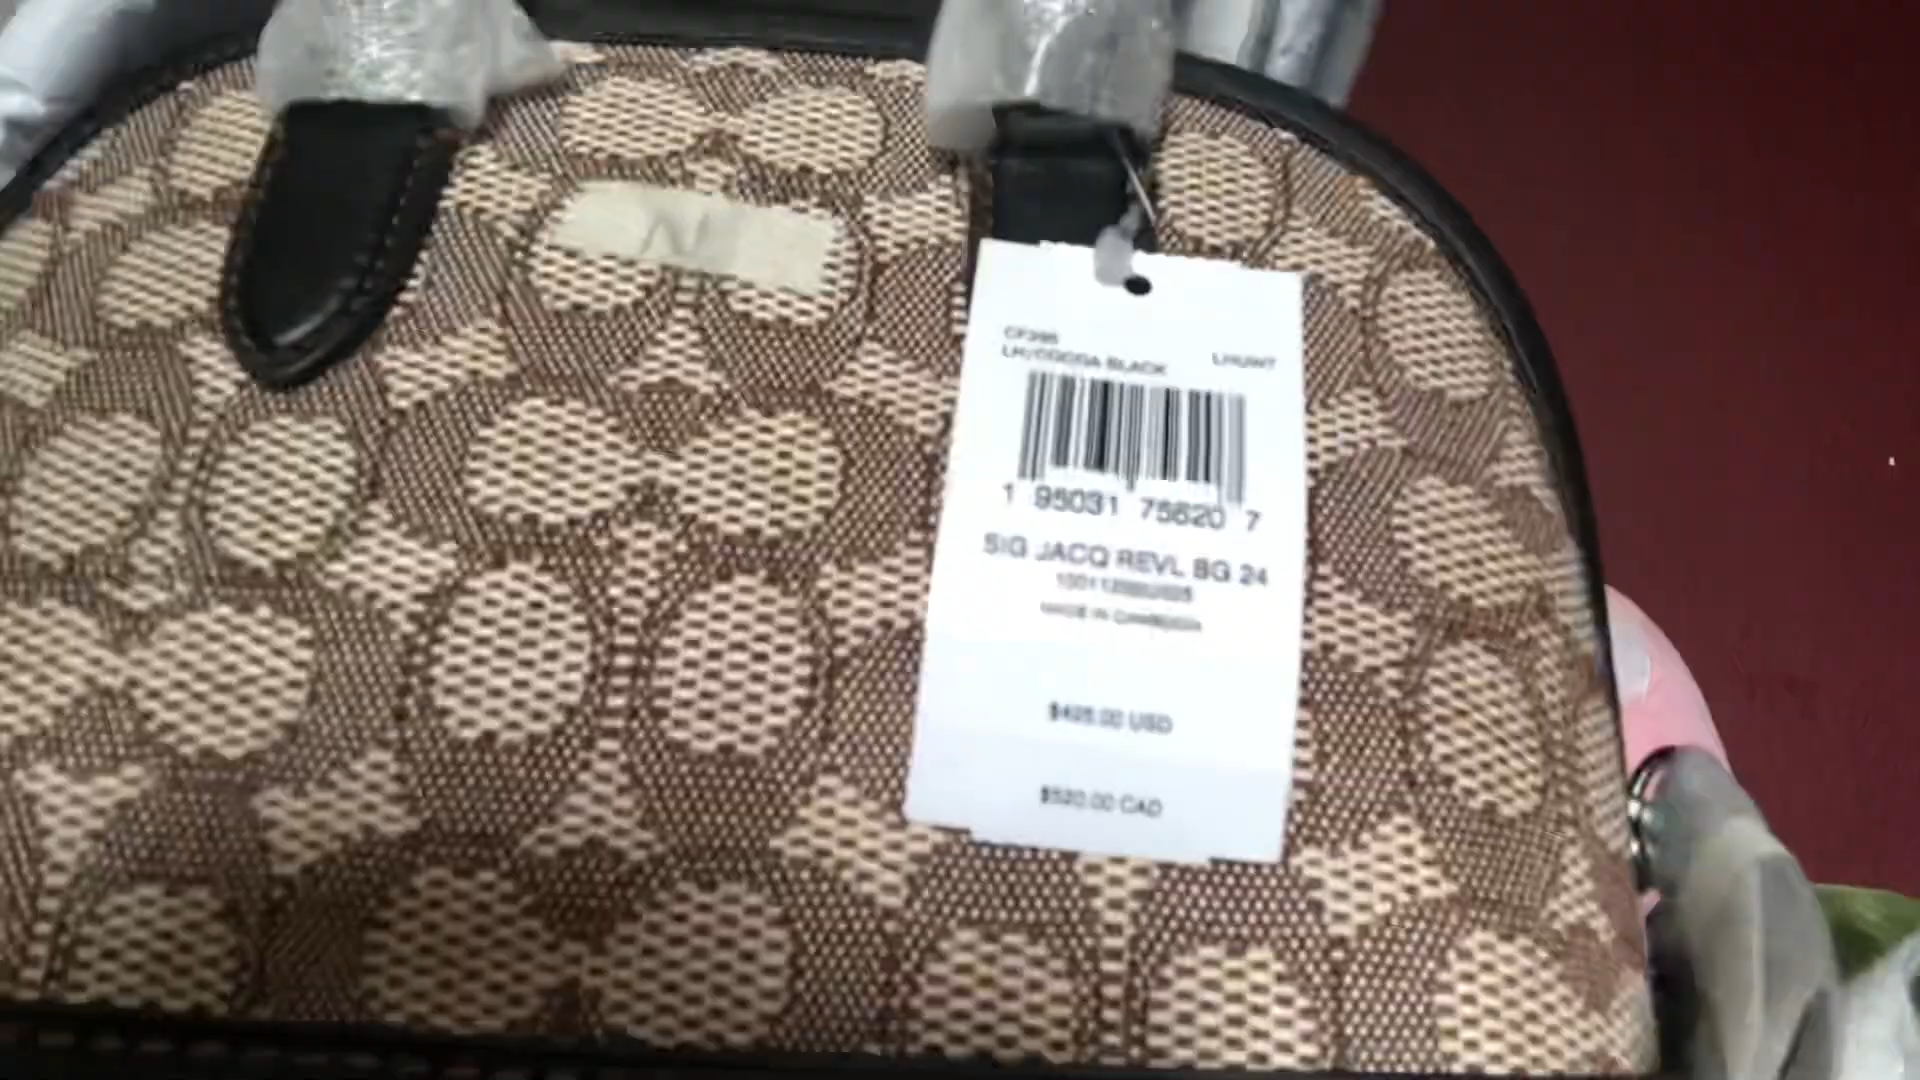 N
LH/COCOA BLACK
1 95031 75620 7
SIG JACQ REVL BG 24
MADE IN CAMBODIA
$495.00 USD
$520.00 CAD